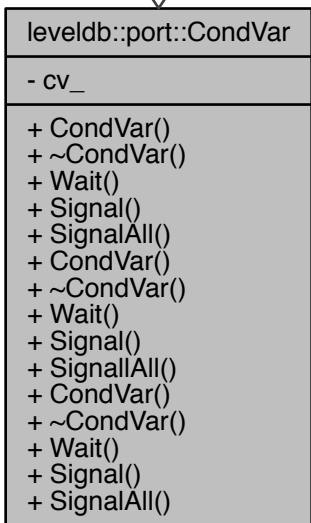 leveldb::port::CondVar
- cv_
+ CondVar()
+ ~CondVar()
+ Wait()
+ Signal()
+ SignalAll()
+ CondVar()
+ ~CondVar()
+ Wait()
+ Signal()
+ SignallAll()
+ CondVar()
+ ~CondVar()
+ Wait()
+ Signal()
+ SignalAll()